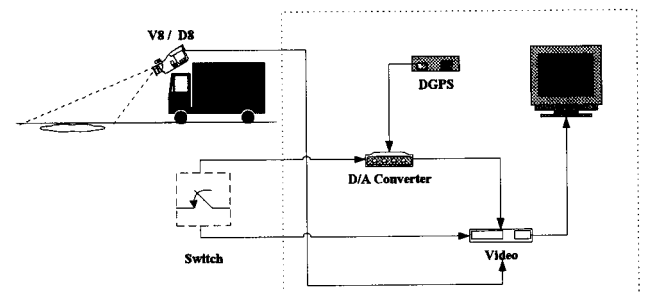 V8 / D8
DGPS
D/A Converter
Switch
Video